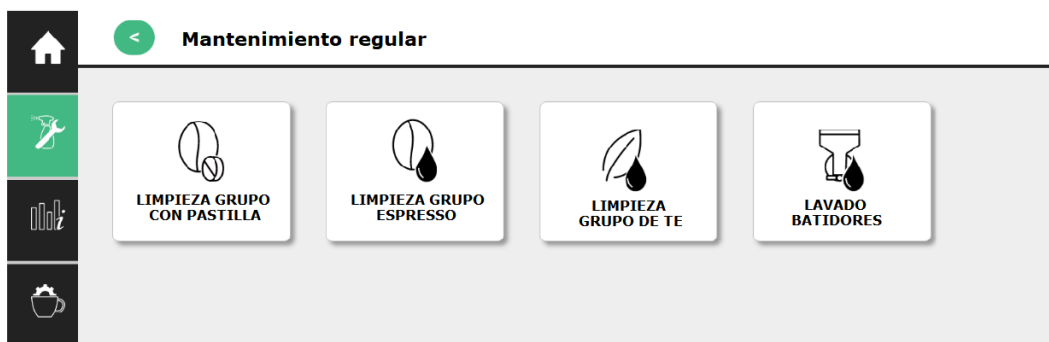 <
Mantenimiento regular
LIMPIEZA GRUPO
CON PASTILLA
LIMPIEZA GRUPO
ESPRESSO
LIMPIEZA
GRUPO DE TE
LAVADO
BATIDORES
i